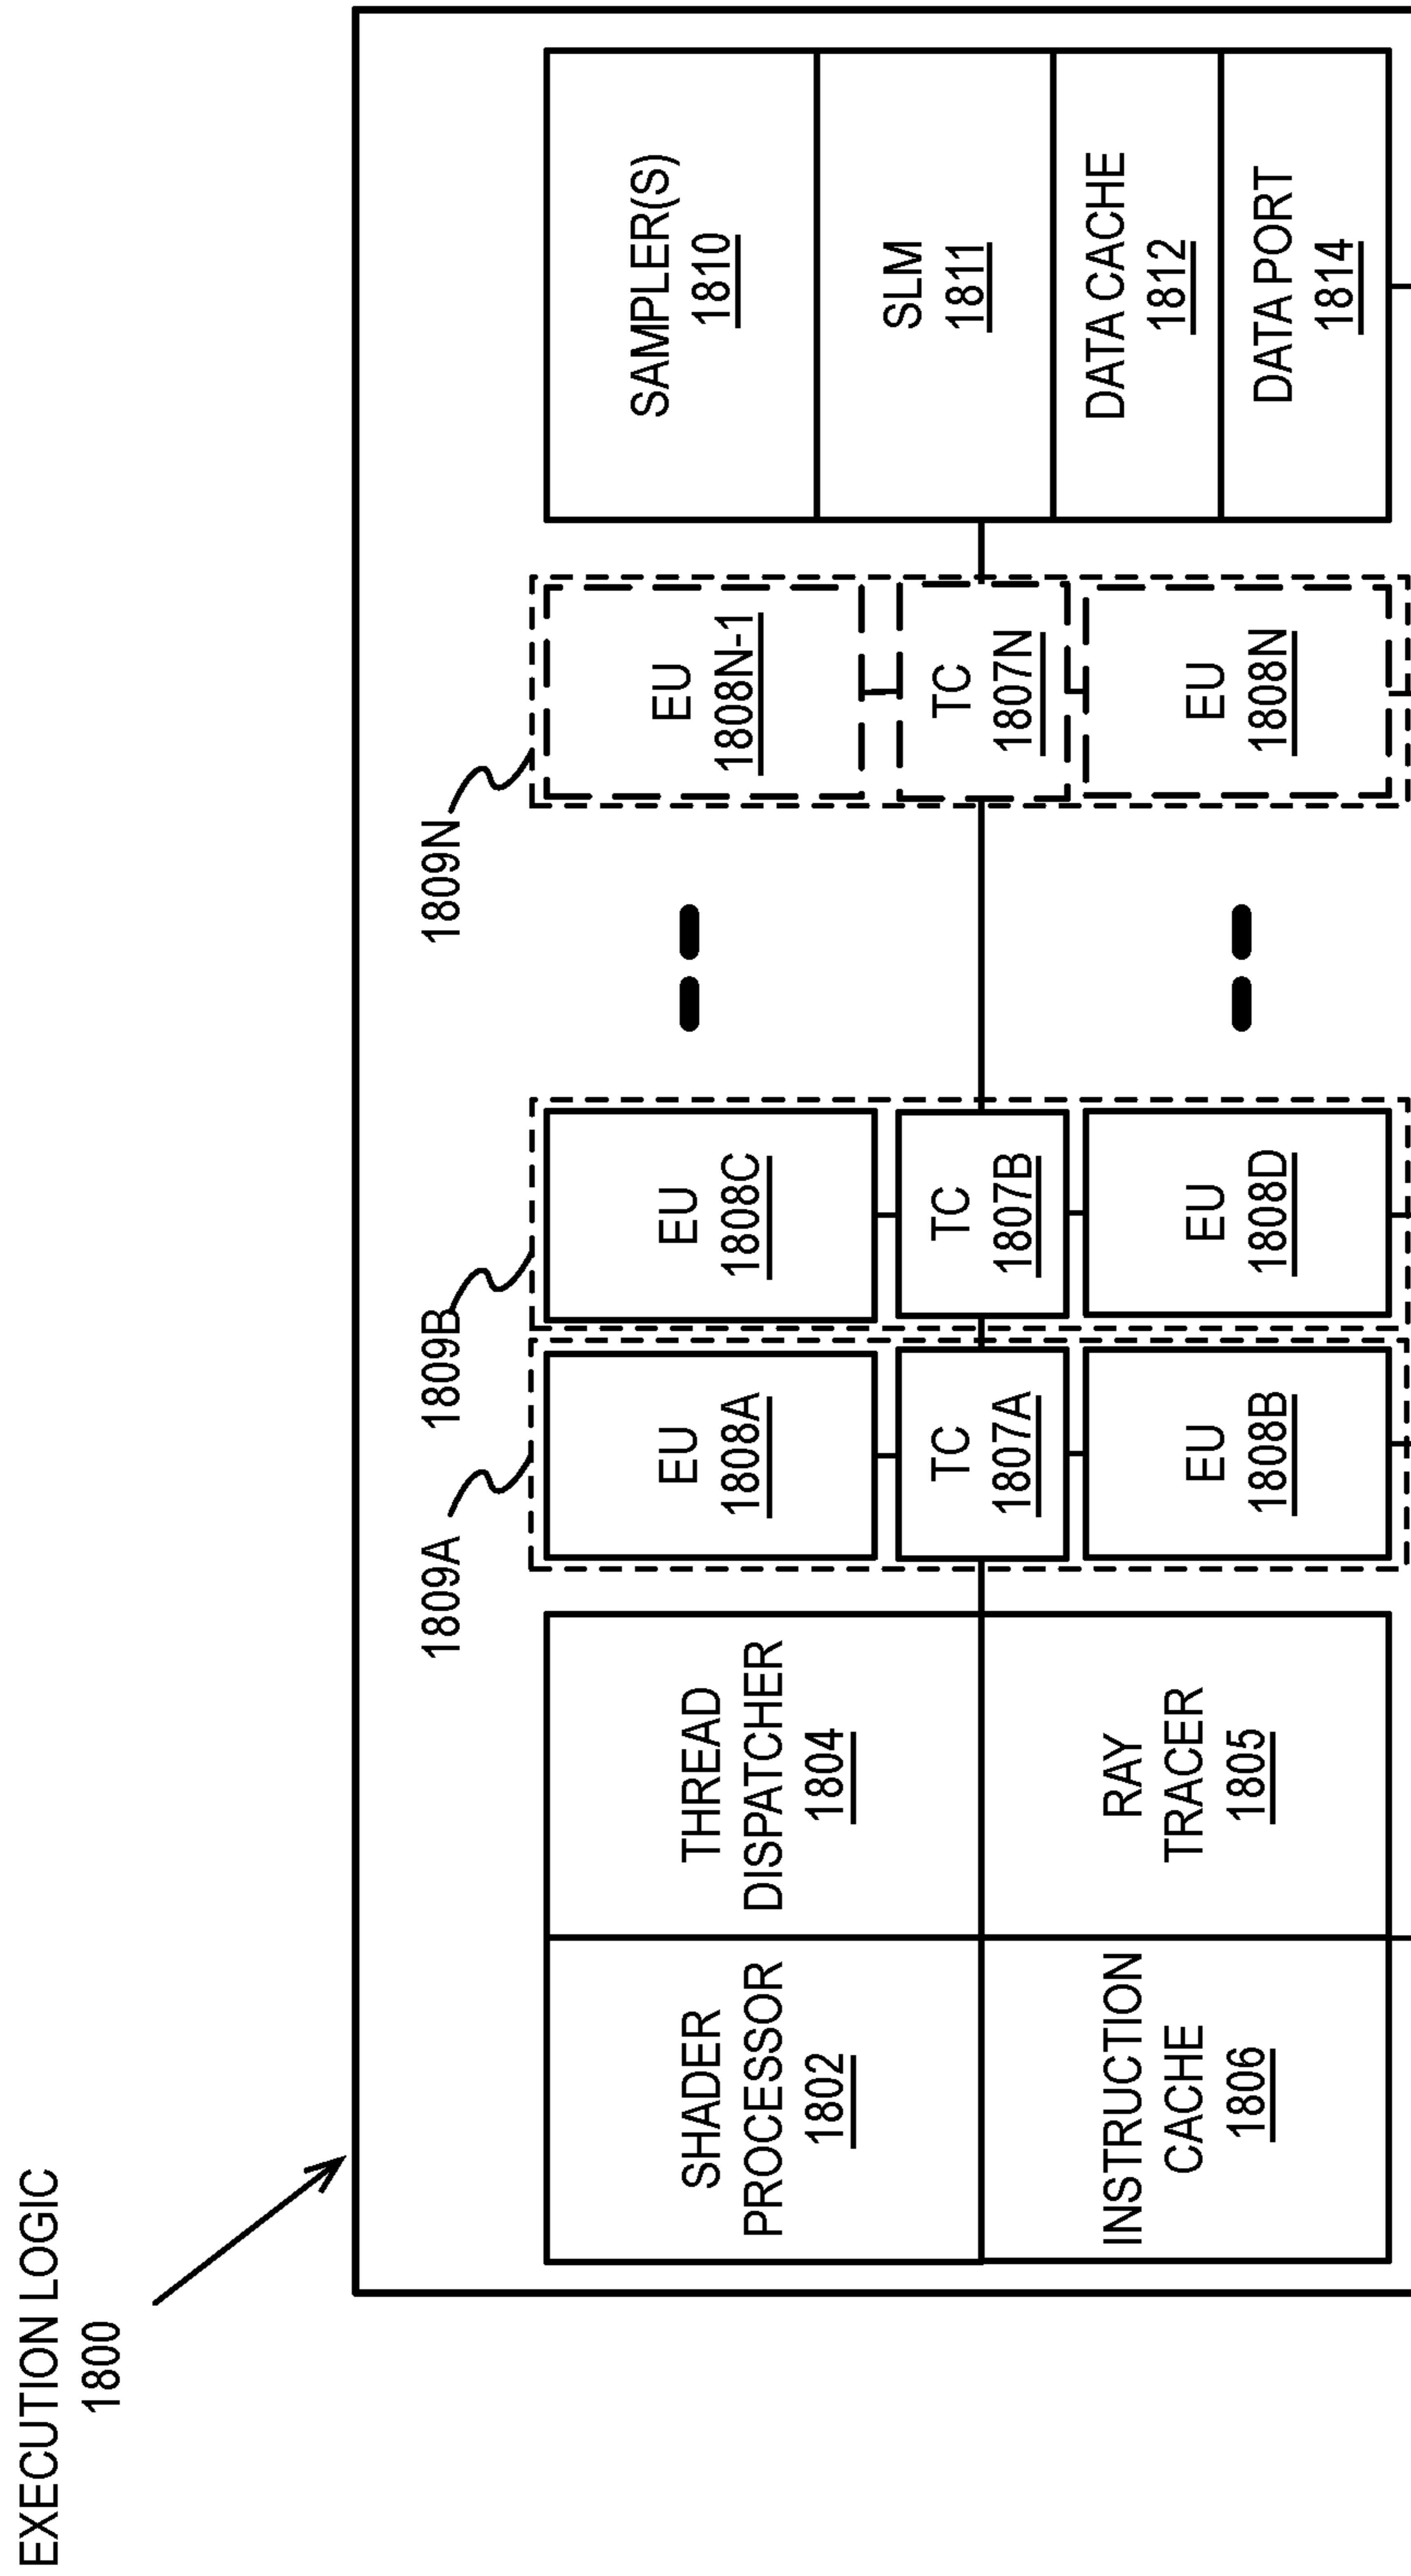 EXECUTION LOGIC
1800
1809A
1809B
1809N
SHADER
PROCESSOR
1802
THREAD
DISPATCHER
1804
EU
1808A
EU
1808C
EU
1808N-1
SAMPLER(S)
1810
TC
1807A
TC
1807B
TC
1807N
SLM
1811
INSTRUCTION
CACHE
1806
RAY
TRACER
1805
EU
1808B
EU
1808D
EU
1808N
DATA CACHE
1812
DATA PORT
1814